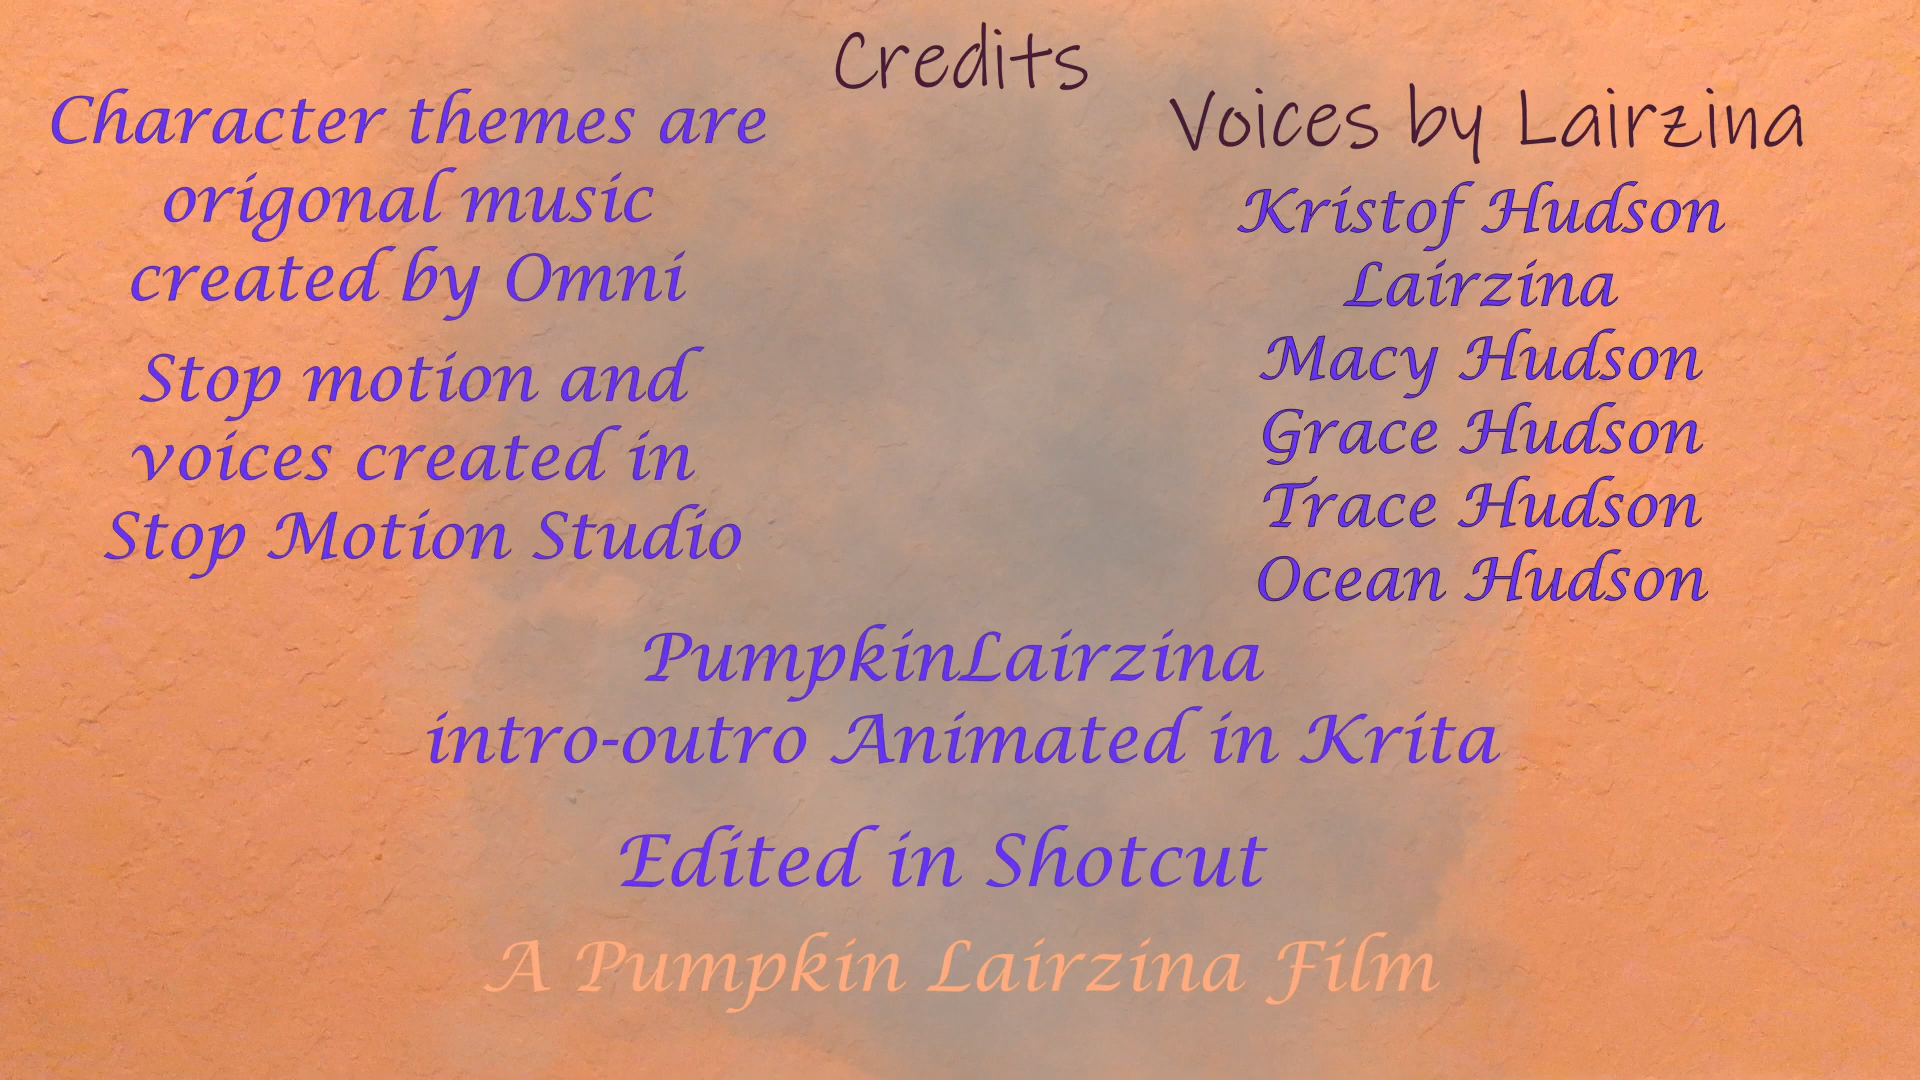 Credits
Character themes are
origonal music
created by Omni
Stop motion and
voices created in
Stop Motion Studio
Voices by Lairzina
Kristof Hudson
Lairzina
Macy Hudson
Grace Hudson
Trace Hudson
Ocean Hudson
PumpkinLairzina
intro-outro Animated in Krita
Edited in Shotcut
A Pumpkin Lairzina Film